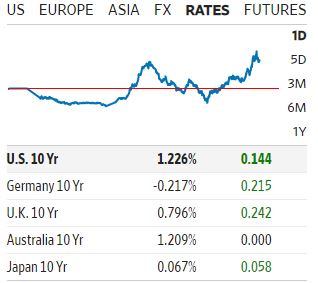 US EUROPE ASIA FX RATES FUTURES
1D
5D
3M
6M
1Y
U.S. 10 Yr 1.226% 0.144
Germany 10 Yr -0.217% 0.215
U.K. 10 Yr 0.796% 0.242
Australia 10 Yr 1.209% 0.000
Japan 10 Yr 0.067% 0.058